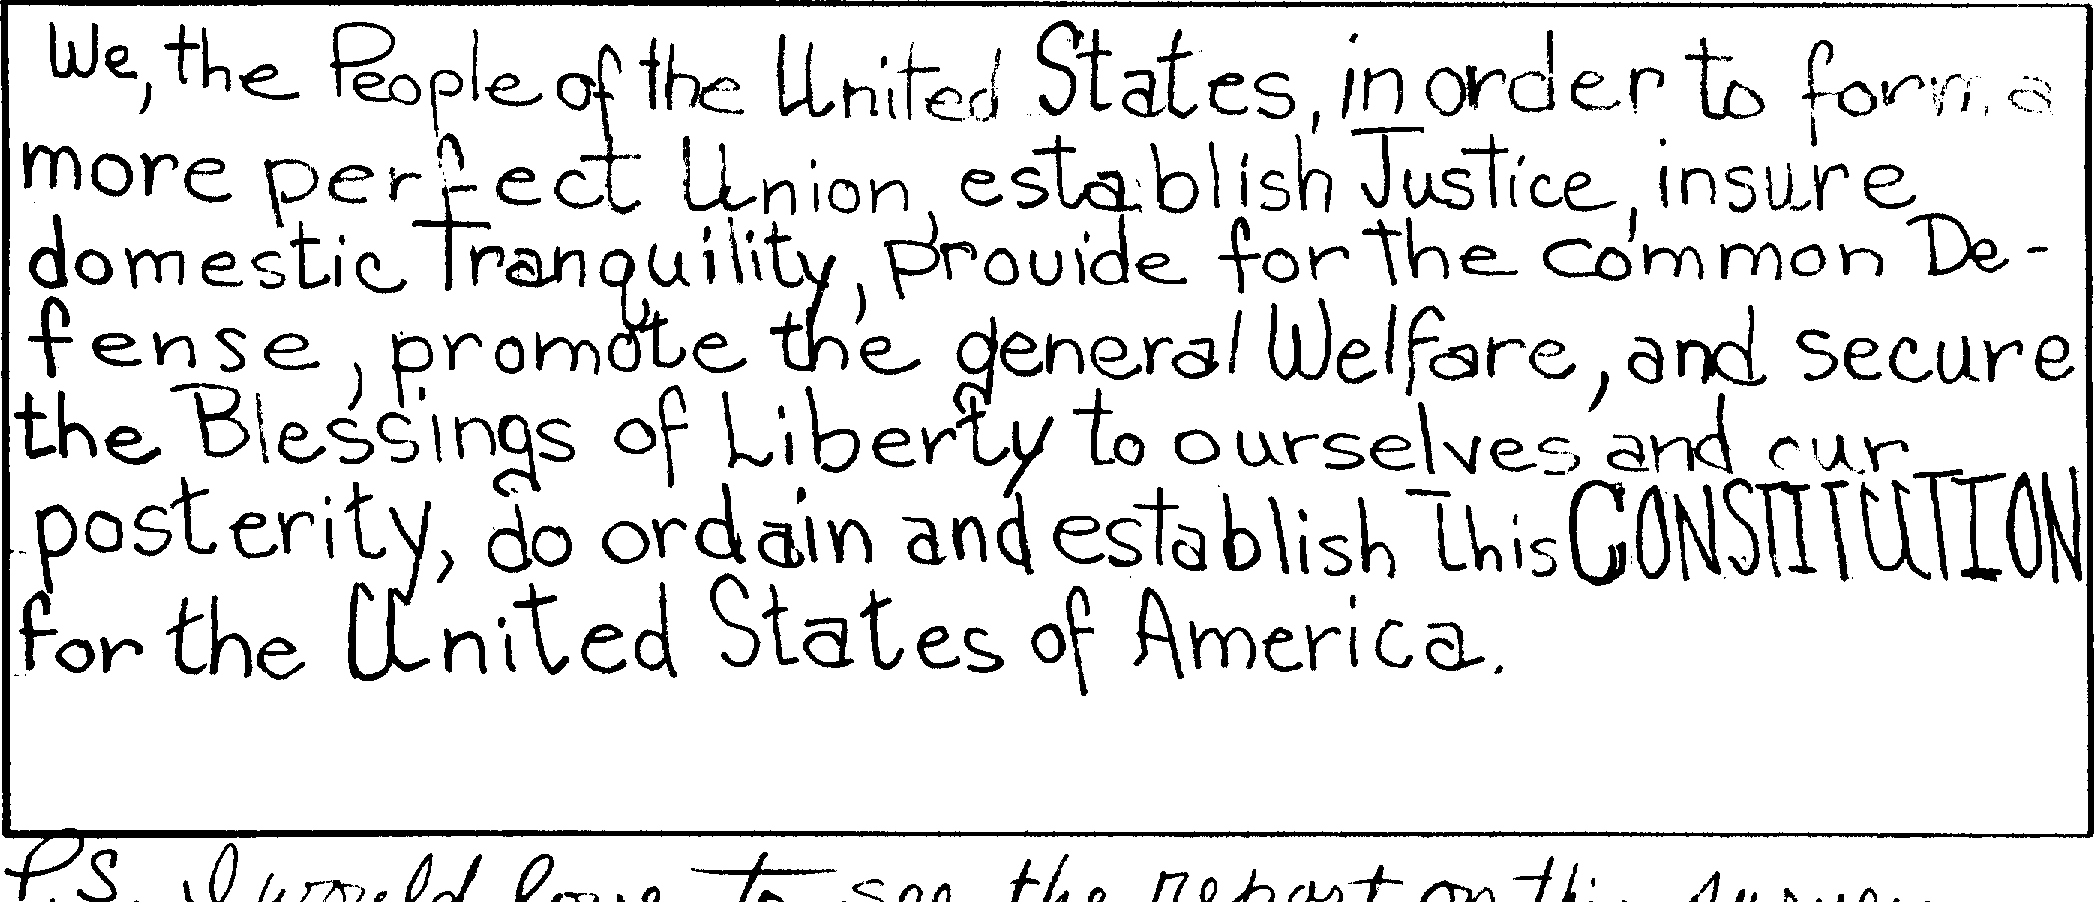 We, the People of the United States, in order to form a
more perfect Union, establish Justice, insure
domestic Tranquility, provide for the common De-
fense, promote the general Welfare, and secure
the Blessings of Liberty to ourselves and our
posterity, do ordain and establish this CONSTITUTION
for the United States of America.
P.S. I would love to see the report on this survey